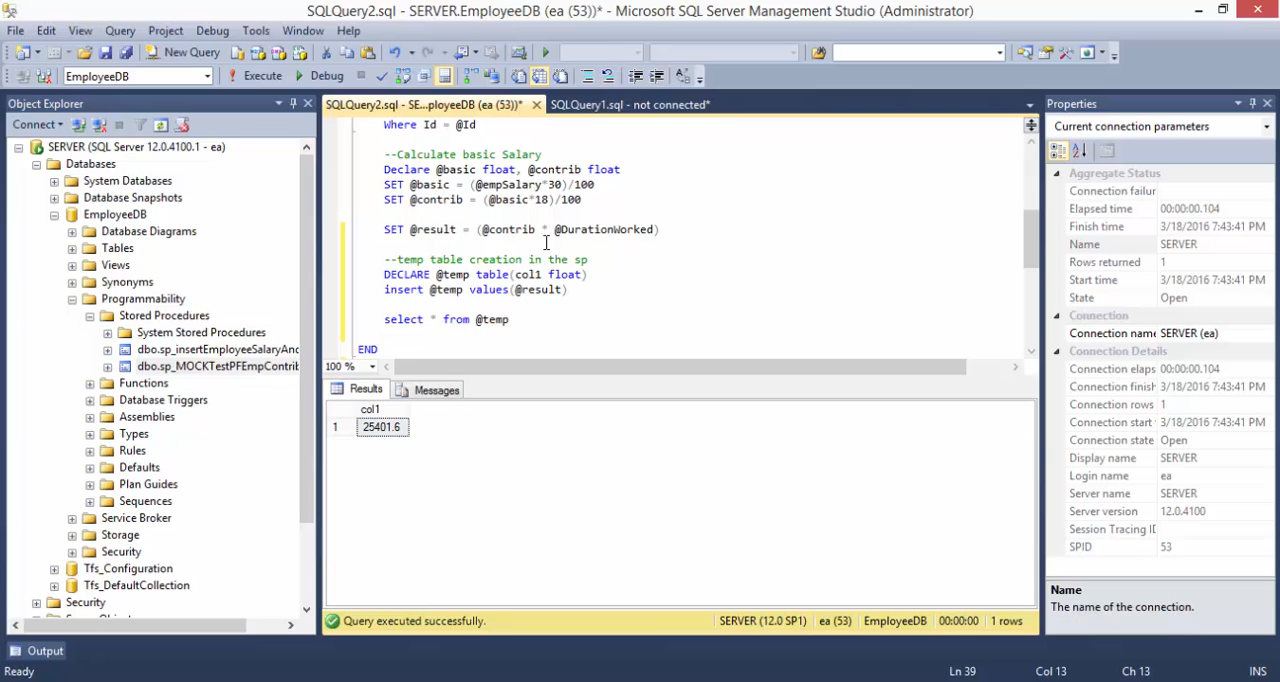 SQLQuery2.sql - SERVER.EmployeeDB (ea (53))* - Microsoft SQL Server Management Studio (Administrator)
File Edit View Query Project Debug Tools Window Help
New Query
EmployeeDB Execute Debug
Object Explorer
Connect
SERVER (SQL Server 12.0.4100.1 - ea)
Databases
System Databases
Database Snapshots
EmployeeDB
Database Diagrams
Tables
Views
Synonyms
Programmability
Stored Procedures
System Stored Procedures
dbo.sp_insertEmployeeSalaryAnd
dbo.sp_MOCKTestPFEmpContrib
Functions
Database Triggers
Assemblies
Types
Rules
Defaults
Plan Guides
Sequences
Service Broker
Storage
Security
Tfs_Configuration
Tfs_DefaultCollection
Security
SQLQuery2.sql - SE...ployeeDB (ea (53))* SQLQuery1.sql - not connected*
Where Id = @Id
--Calculate basic Salary
Declare @basic float, @contrib float
SET @basic = (@empSalary*30)/100
SET @contrib = (@basic*18)/100
SET @result = (@contrib * @DurationWorked)
--temp table creation in the sp
DECLARE @temp table(col1 float)
insert @temp values(@result)
select * from @temp
END
100 %
Results Messages
col1
1 25401.6
Query executed successfully. SERVER (12.0 SP1) ea (53) EmployeeDB 00:00:00 1 rows
Properties
Current connection parameters
Aggregate Status
Connection failur
Elapsed time 00:00:00.104
Finish time 3/18/2016 7:43:41 PM
Name SERVER
Rows returned 1
Start time 3/18/2016 7:43:41 PM
State Open
Connection
Connection name SERVER (ea)
Connection Details
Connection elaps 00:00:00.104
Connection finish 3/18/2016 7:43:41 PM
Connection rows 1
Connection start 3/18/2016 7:43:41 PM
Connection state Open
Display name SERVER
Login name ea
Server name SERVER
Server version 12.0.4100
Session Tracing ID
SPID 53
Name
The name of the connection.
Output
Ready Ln 39 Col 13 Ch 13 INS